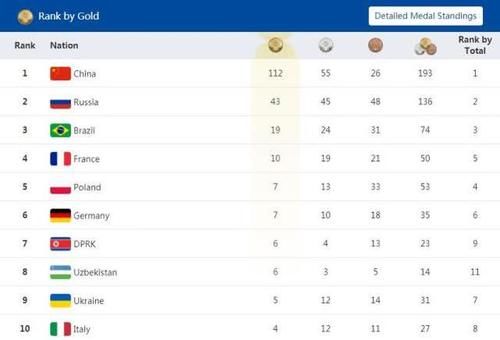 Rank by Gold Detailed Medal Standings
Rank Nation Rank by Total
1 China 112 55 26 193 1
2 Russia 43 45 48 136 2
3 Brazil 19 24 31 74 3
4 France 10 19 21 50 5
5 Poland 7 13 33 53 4
6 Germany 7 10 18 35 6
7 DPRK 6 4 13 23 9
8 Uzbekistan 6 3 5 14 11
9 Ukraine 5 12 14 31 7
10 Italy 4 12 11 27 8